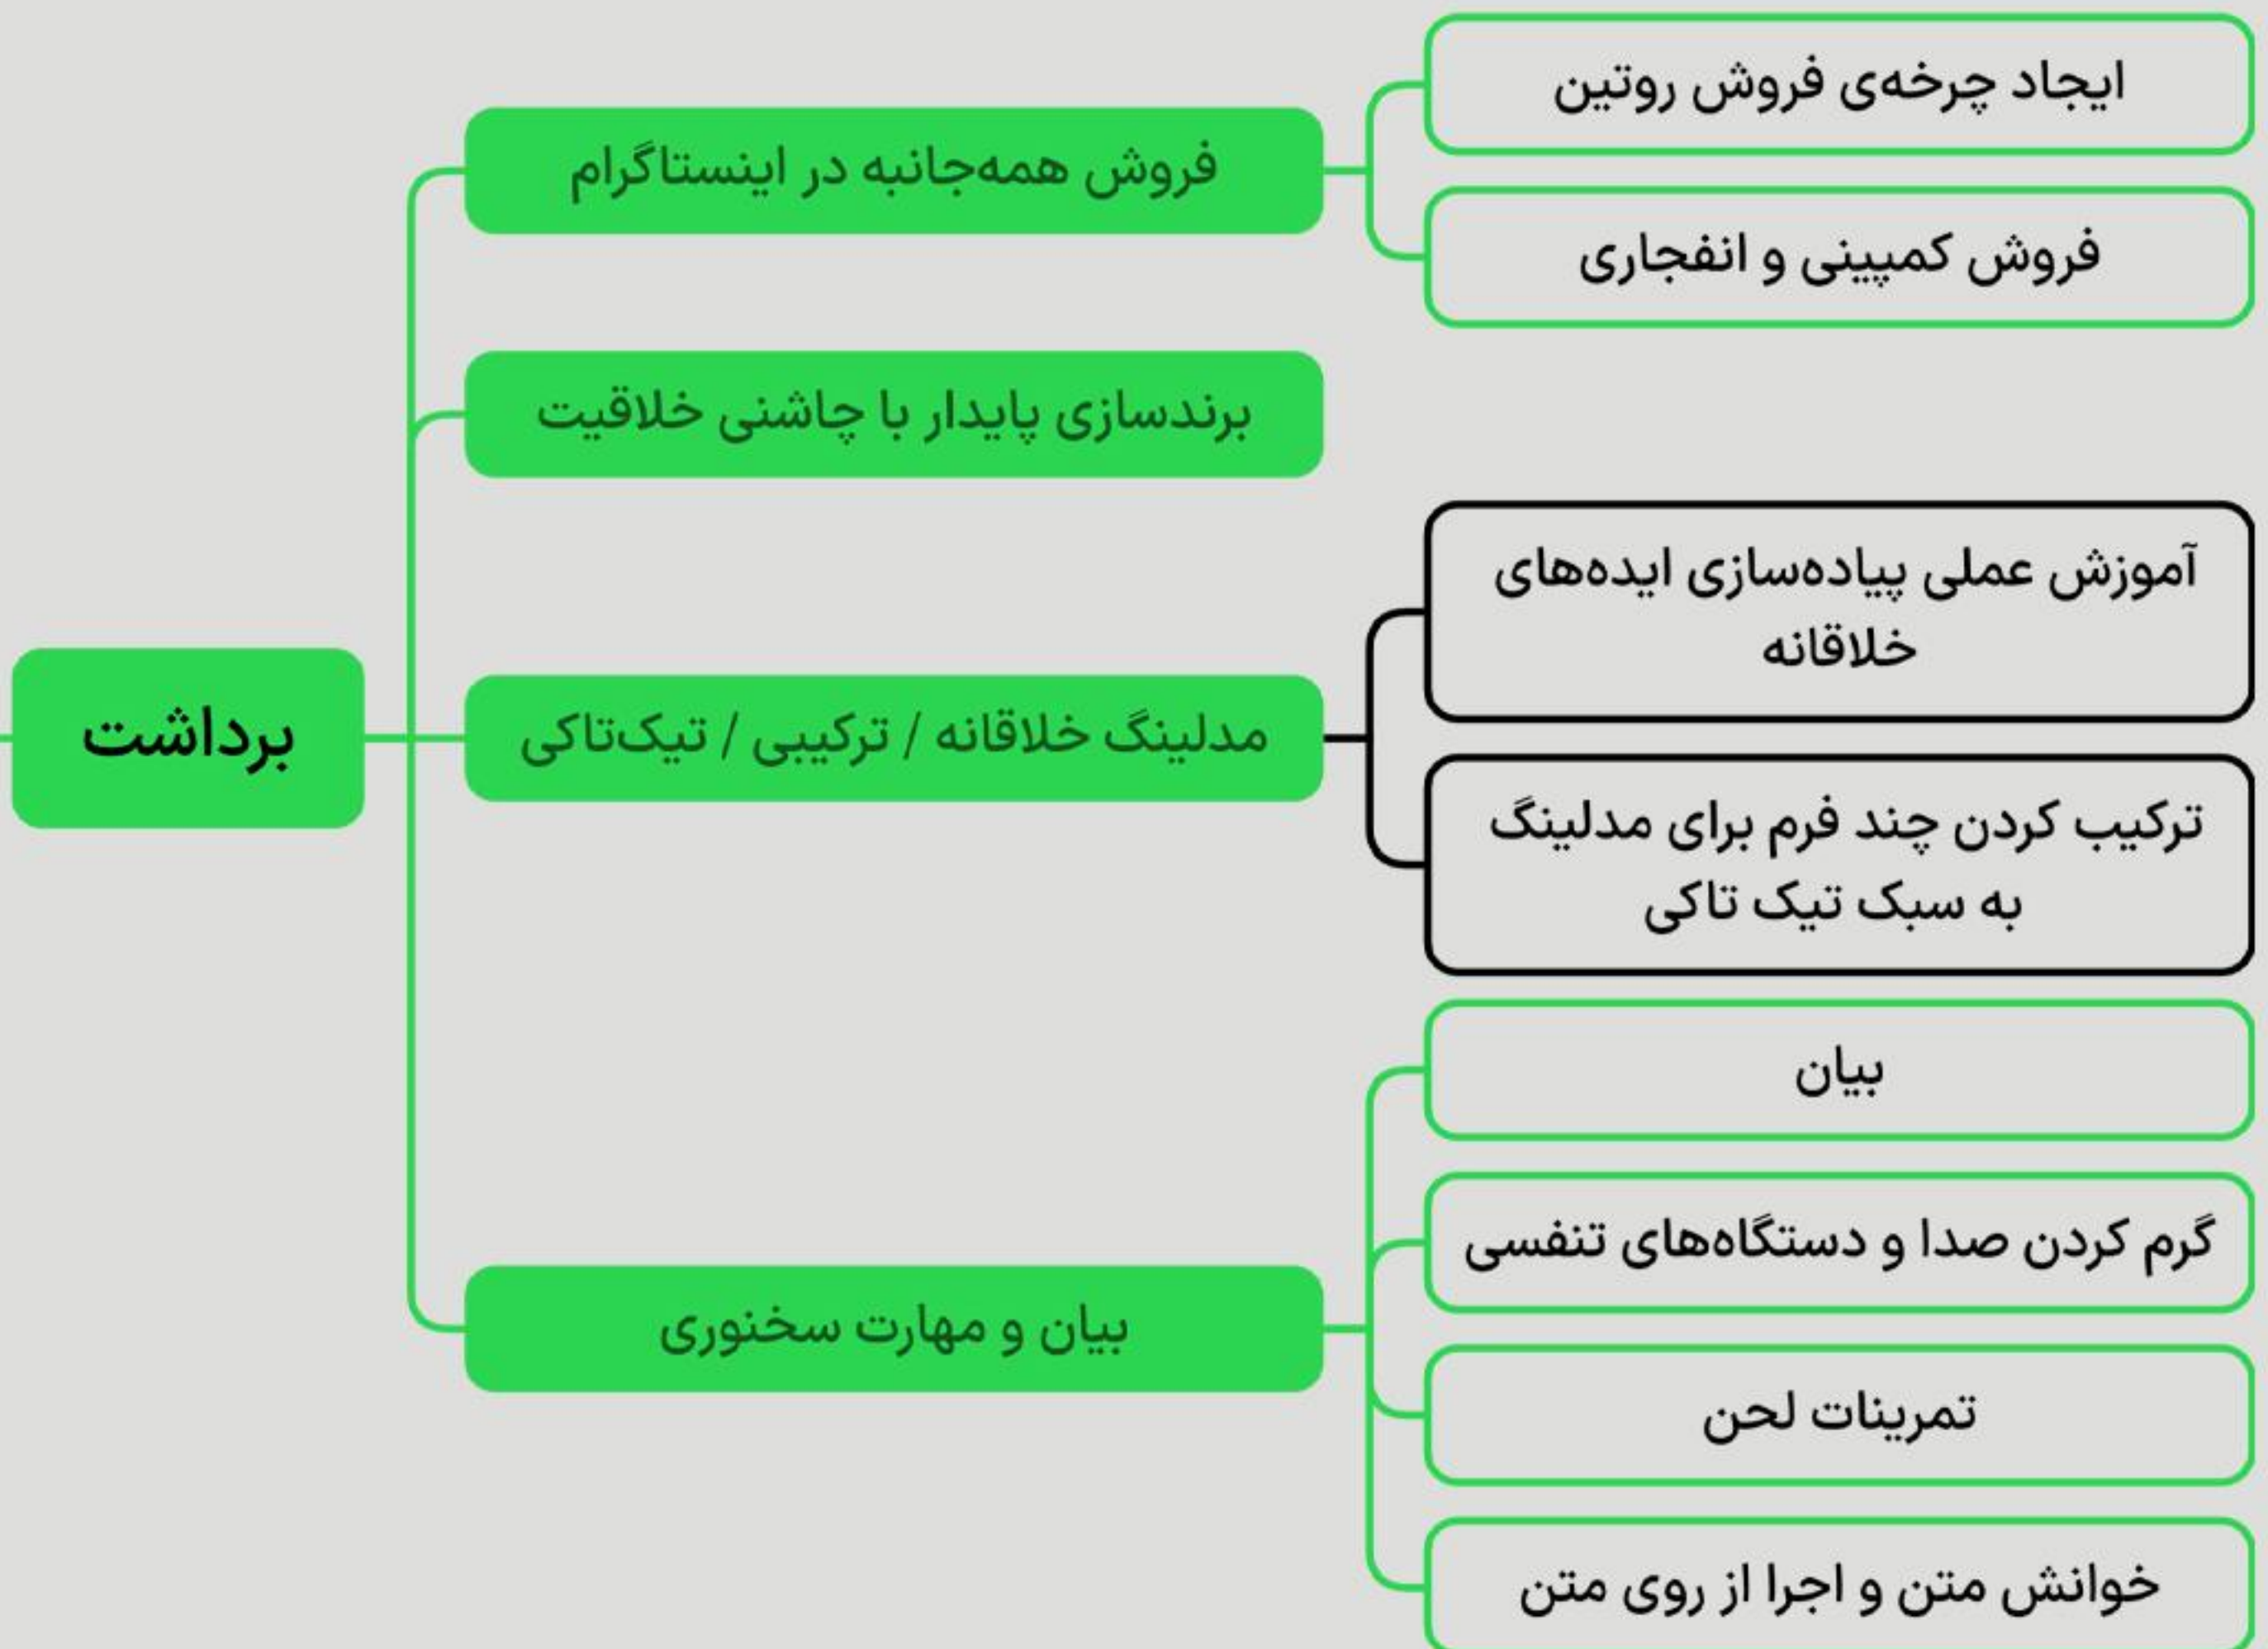 برداشت
فروش همه‌جانبه در اینستاگرام
ایجاد چرخه‌ی فروش روتین
فروش کمپینی و انفجاری
برندسازی پایدار با چاشنی خلاقیت
مدلینگ خلاقانه / ترکیبی / تیک‌تاکی
آموزش عملی پیاده‌سازی ایده‌های
خلاقانه
ترکیب کردن چند فرم برای مدلینگ
به سبک تیک تاکی
بیان و مهارت سخنوری
بیان
گرم کردن صدا و دستگاه‌های تنفسی
تمرینات لحن
خوانش متن و اجرا از روی متن